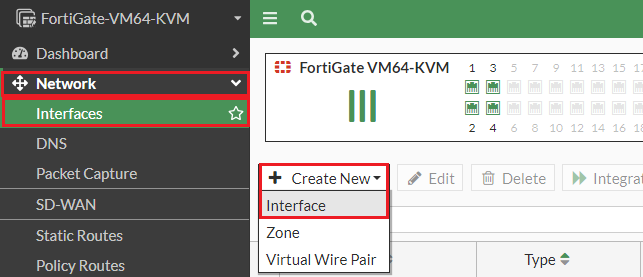 FortiGate-VM64-KVM
Dashboard
Network
Interfaces
DNS
Packet Capture
SD-WAN
Static Routes
Policy Routes
FortiGate VM64-KVM
1 3 5 7 9 11 13 15 17
2 4 6 8 10 12 14 16 18
Create New
Edit
Delete
Integrat
Interface
Zone
Virtual Wire Pair
Type